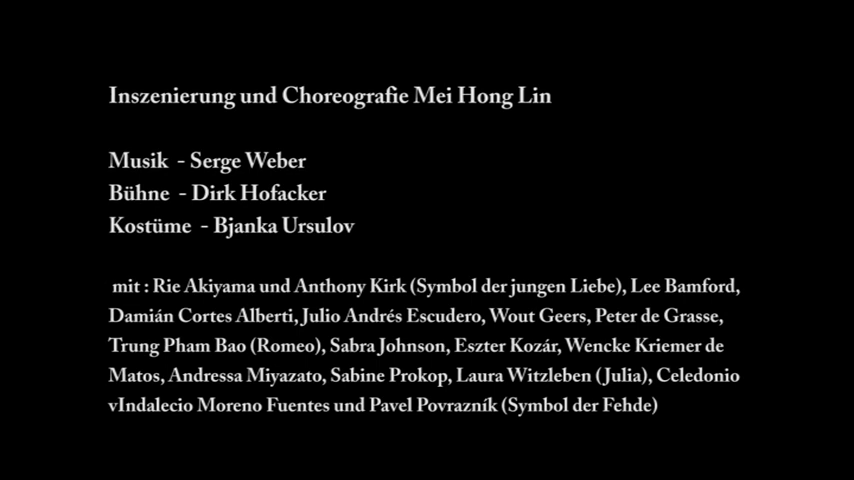 Inszenierung und Choreografie Mei Hong Lin
Musik - Serge Weber
Bühne - Dirk Hofacker
Kostüme - Bjanka Ursulov
mit : Rie Akiyama und Anthony Kirk (Symbol der jungen Liebe), Lee Bamford,
Damián Cortes Alberti, Julio Andrés Escudero, Wout Geers, Peter de Grasse,
Trung Pham Bao (Romeo), Sabra Johnson, Eszter Kozár, Wencke Kriemer de
Matos, Andressa Miyazato, Sabine Prokop, Laura Witzleben (Julia), Celedonio
vIndalecio Moreno Fuentes und Pavel Povrazník (Symbol der Fehde)